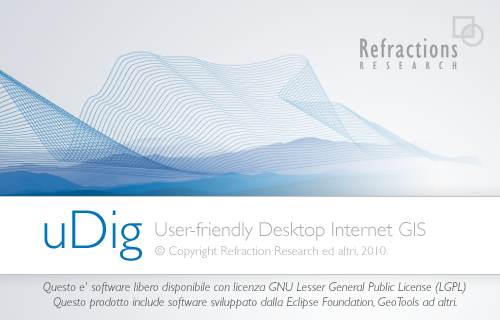 Refractions
RESEARCH
uDig User-friendly Desktop Internet GIS
© Copyright Refraction Research ed altri, 2010.
Questo e' software libero disponibile con licenza GNU Lesser General Public License (LGPL)
Questo prodotto include software sviluppato dalla Eclipse Foundation, GeoTools ad altri.